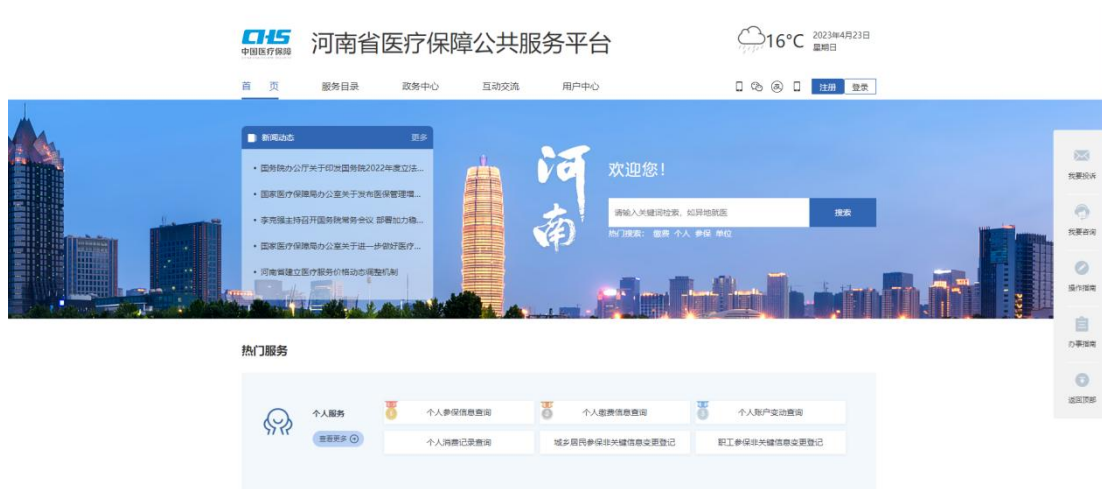 CHS
中国医疗保障
河南省医疗保障公共服务平台
16°C
2023年4月23日
星期日
首 页 服务目录 政务中心 互动交流 用户中心
注册 登录
新闻动态 更多
• 国务院办公厅关于印发国务院2022年度立法...
• 国家医疗保障局办公室关于发布医保管理增...
• 李克强主持召开国务院常务会议 部署加力稳...
• 国家医疗保障局办公室关于进一步做好医疗...
• 河南省建立医疗服务价格动态调整机制
河南
欢迎您！
请输入关键词检索，如异地就医 搜索
热门搜索： 缴费 个人 参保 单位
我要投诉
我要咨询
操作指南
办事指南
返回顶部
热门服务
个人服务
查看更多
1 个人参保信息查询
2 个人缴费信息查询
3 个人账户变动查询
个人消费记录查询
城乡居民参保非关键信息变更登记
职工参保非关键信息变更登记